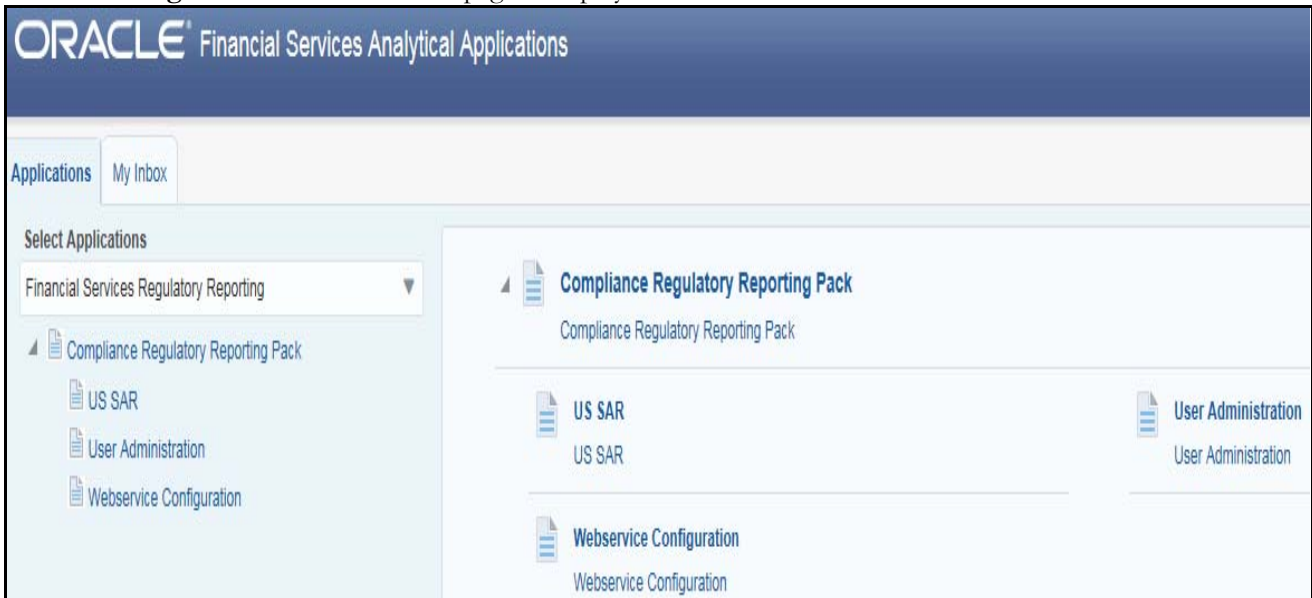 ORACLE® Financial Services Analytical Applications
Applications
My Inbox
Select Applications
Financial Services Regulatory Reporting
Compliance Regulatory Reporting Pack
US SAR
User Administration
Webservice Configuration
Compliance Regulatory Reporting Pack
Compliance Regulatory Reporting Pack
US SAR
US SAR
User Administration
User Administration
Webservice Configuration
Webservice Configuration